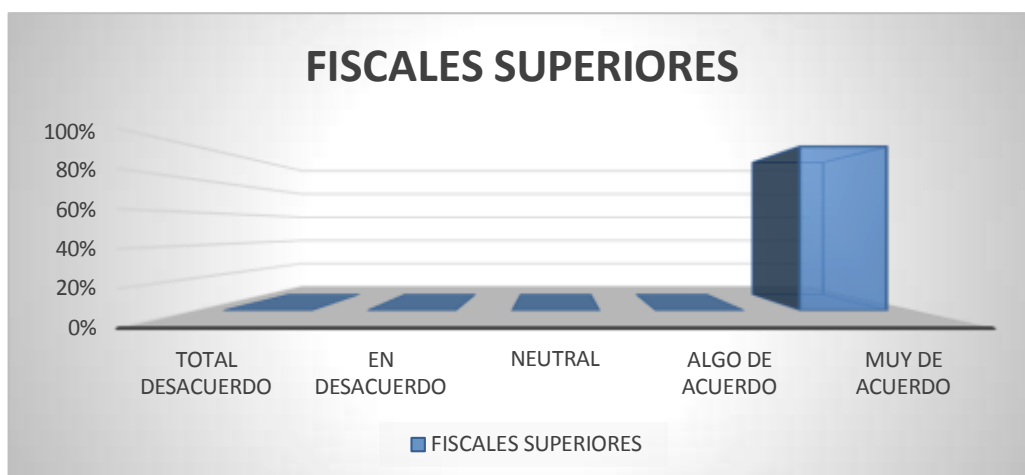 FISCALES SUPERIORES
100%
80%
60%
40%
20%
0%
TOTAL
DESACUERDO
EN
DESACUERDO
NEUTRAL
ALGO DE
ACUERDO
MUY DE
ACUERDO
FISCALES SUPERIORES